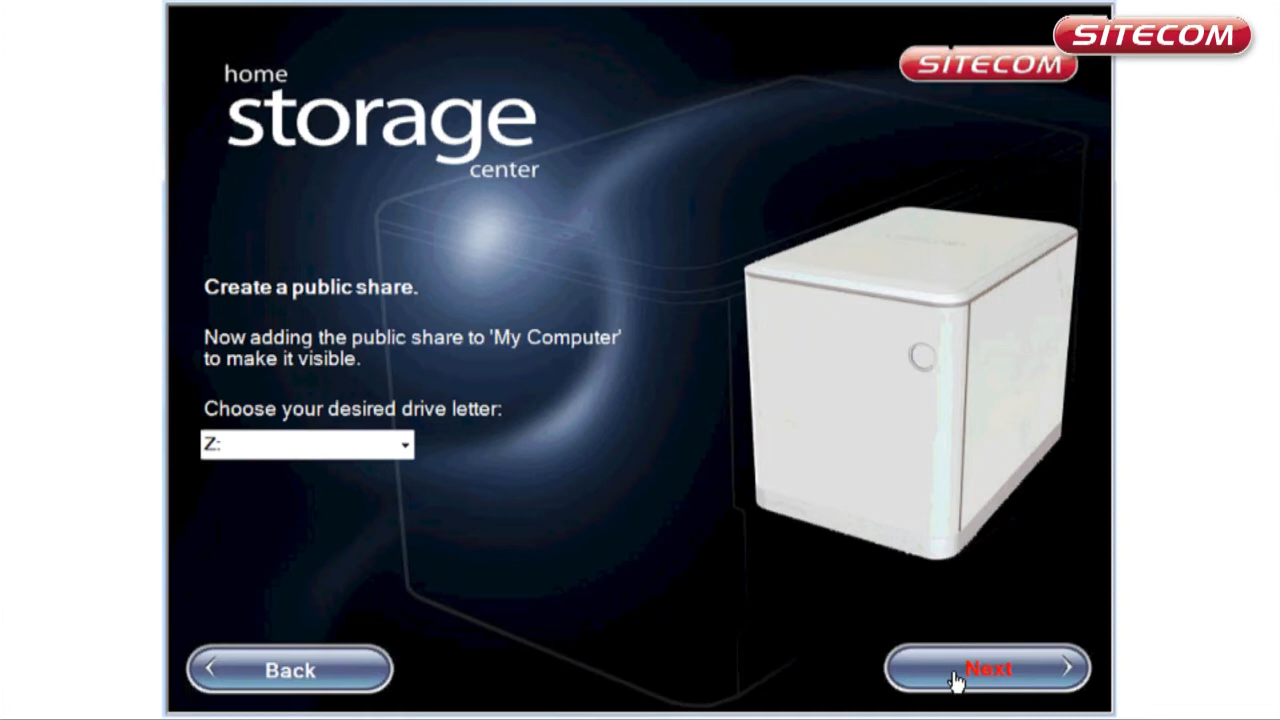 SITECOM
SITECOM
home
storage
center
Create a public share.
Now adding the public share to 'My Computer'
to make it visible.
Choose your desired drive letter:
Z:
Back
Next